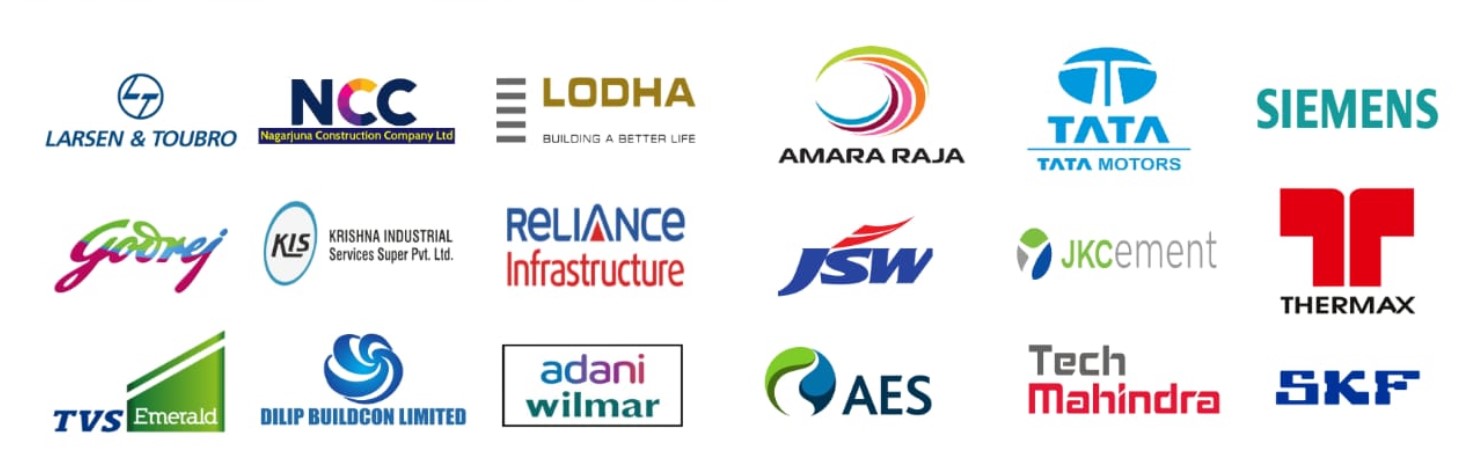 LT
LARSEN & TOUBRO
NCC
Nagarjuna Construction Company Ltd
LODHA
BUILDING A BETTER LIFE
AMARA RAJA
TATA
TATA MOTORS
SIEMENS
Godrej
KIS
KRISHNA INDUSTRIAL
Services Super Pvt. Ltd.
RELIANCE
Infrastructure
JSW
JKCement
THERMAX
TVS Emerald
DILIP BUILDCON LIMITED
adani
wilmar
AES
Tech
Mahindra
SKF